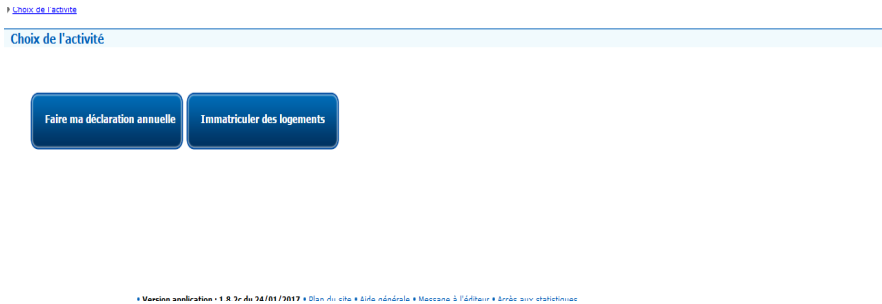 Choix de l'activité
Choix de l'activité
Faire ma déclaration annuelle
Immatriculer des logements
• Version application : 1.8.2c du 24/01/2017 • Plan du site • Aide générale • Message à l'éditeur • Accès aux statistiques